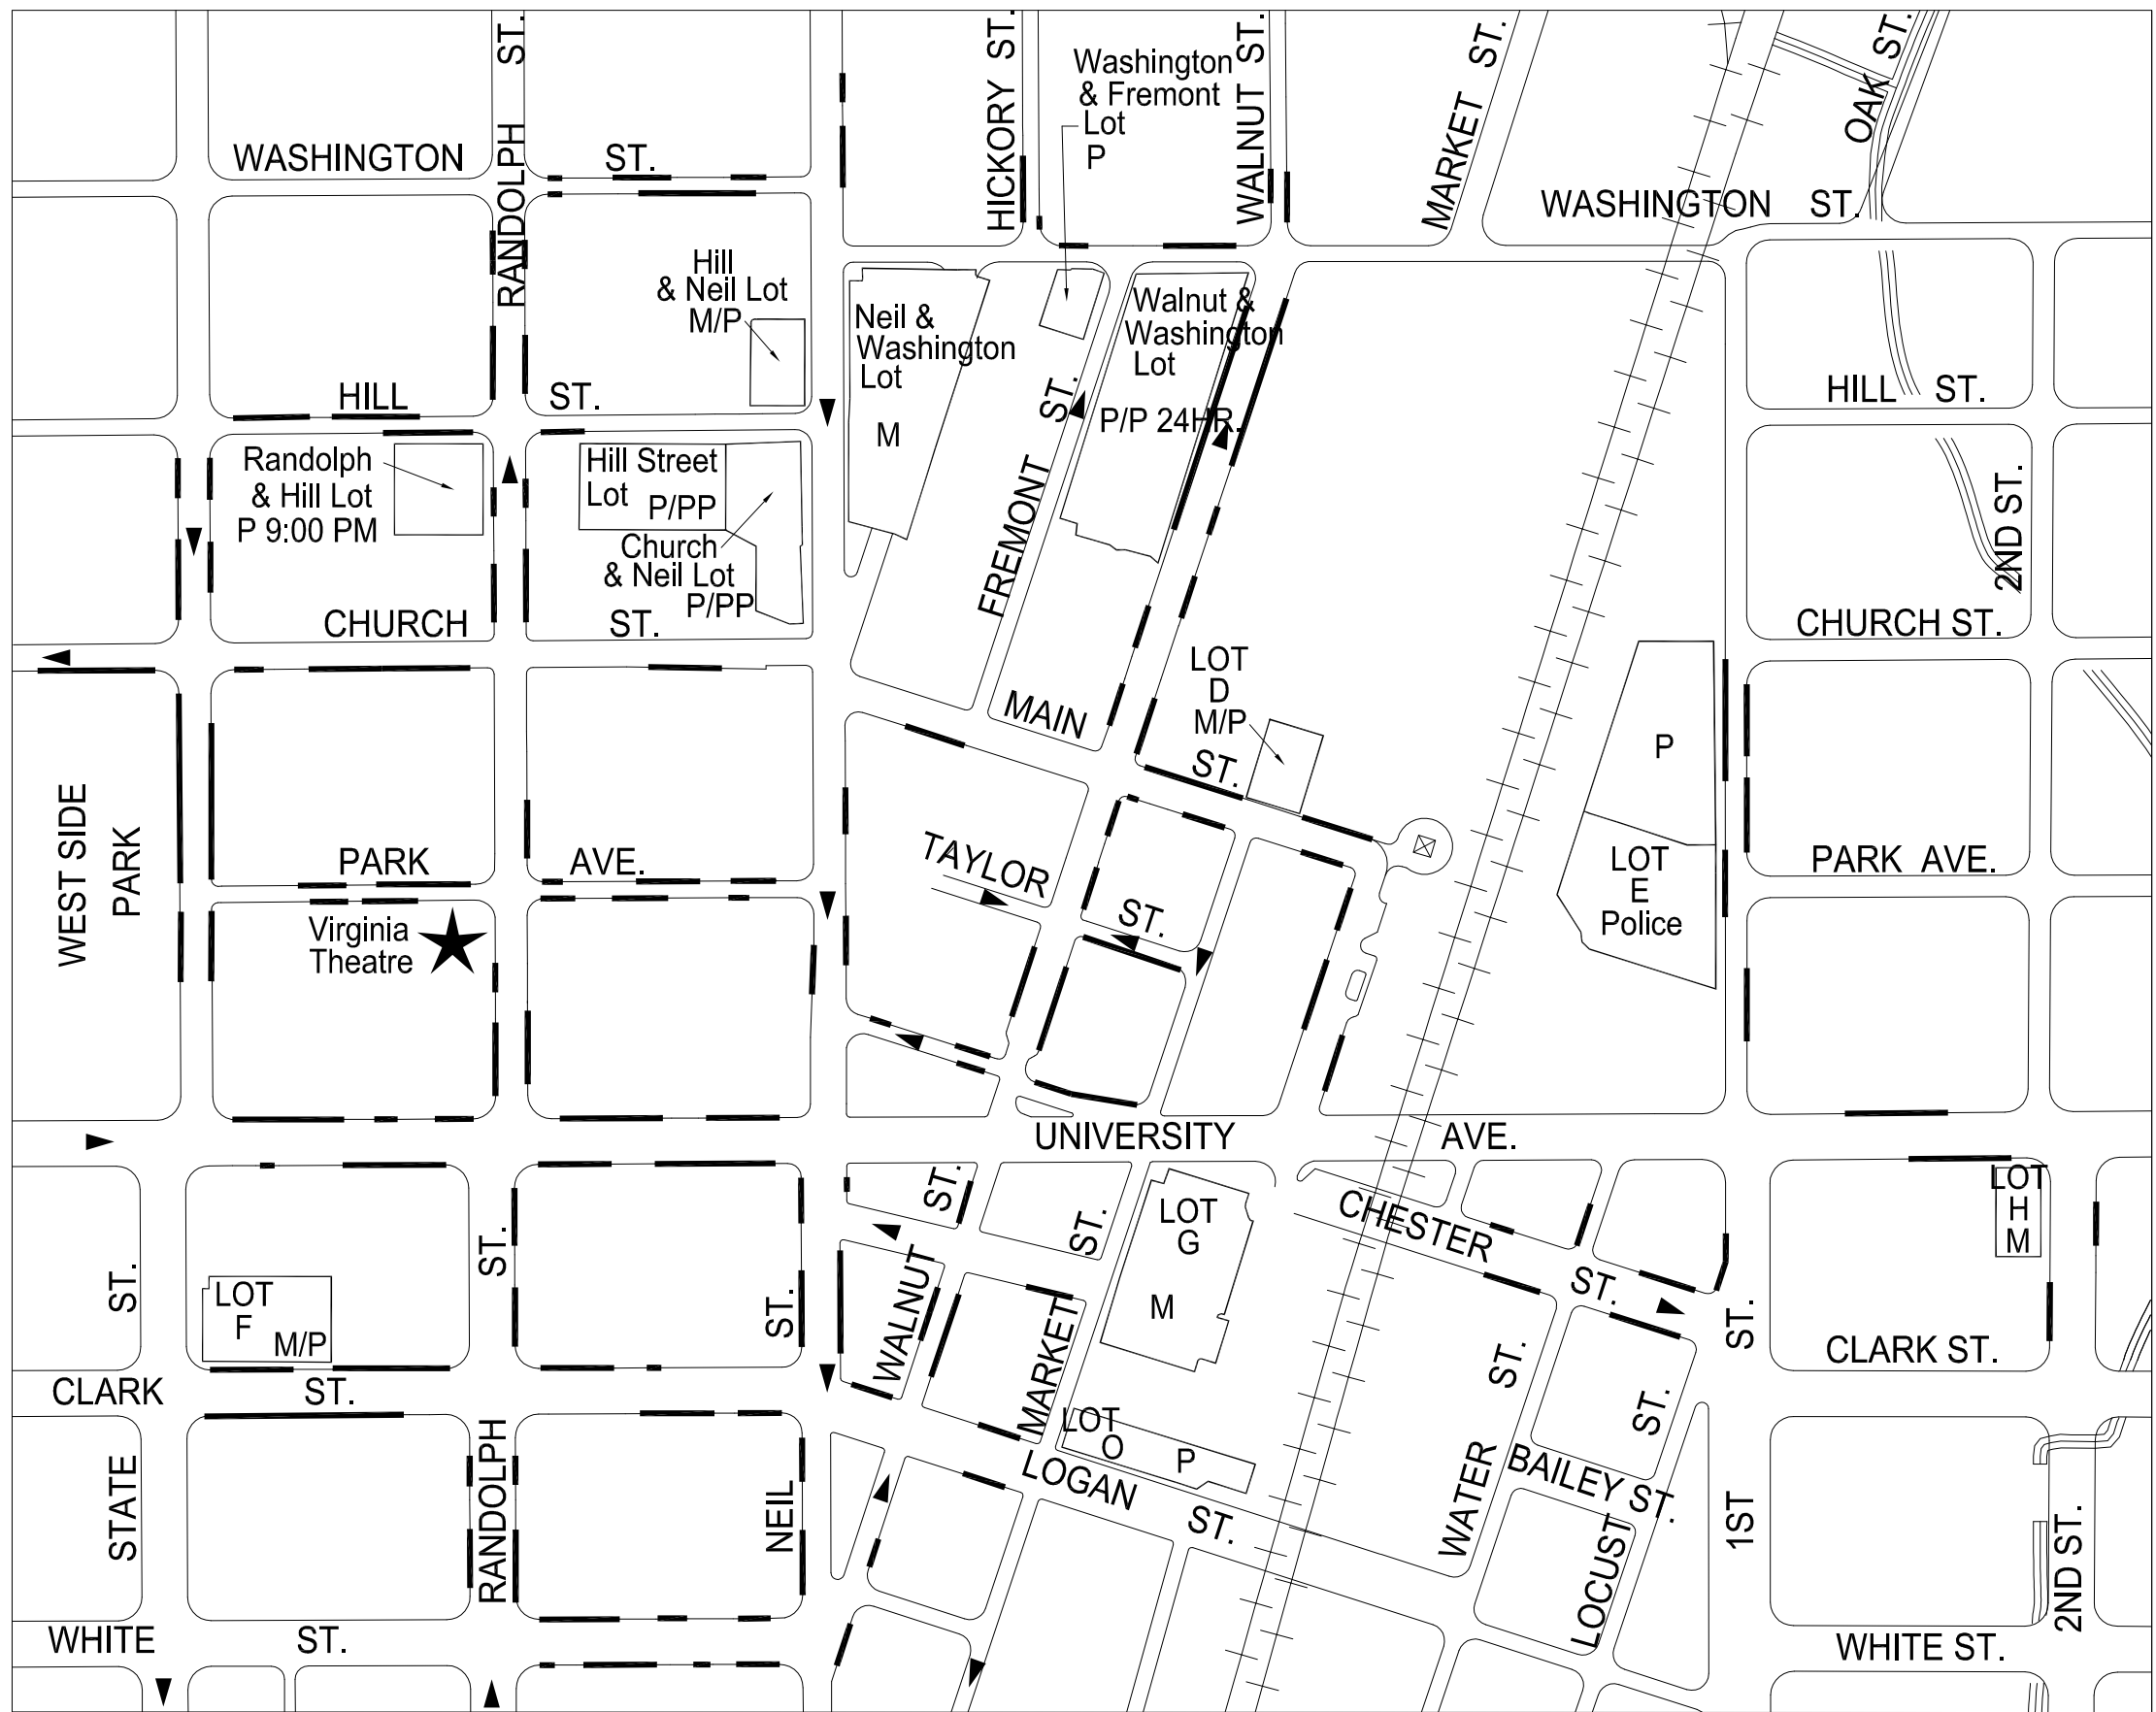 RANDOLPH ST.
HICKORY ST.
WALNUT ST.
MARKET ST.
OAK ST.
Washington
& Fremont
Lot
P
WASHINGTON ST.
WASHINGTON ST.
Hill
& Neil Lot
M/P
Neil &
Washington
Lot
M
Walnut &
Washington
Lot
P/P 24HR.
FREMONT ST.
HILL ST.
HILL ST.
Randolph
& Hill Lot
P 9:00 PM
Hill Street
Lot P/PP
Church
& Neil Lot
P/PP
2ND ST.
CHURCH ST.
CHURCH ST.
LOT
D
M/P
MAIN ST.
P
WEST SIDE
PARK
PARK AVE.
TAYLOR ST.
LOT
E
Police
PARK AVE.
Virginia
Theatre
UNIVERSITY AVE.
CHESTER ST.
LOT
G
M
LOT
H
M
LOT
F M/P
WALNUT ST.
MARKET ST.
CLARK ST.
CLARK ST.
LOT
O P
LOGAN ST.
BAILEY ST.
STATE ST.
RANDOLPH ST.
NEIL ST.
WATER ST.
LOCUST ST.
1ST ST.
2ND ST.
WHITE ST.
WHITE ST.